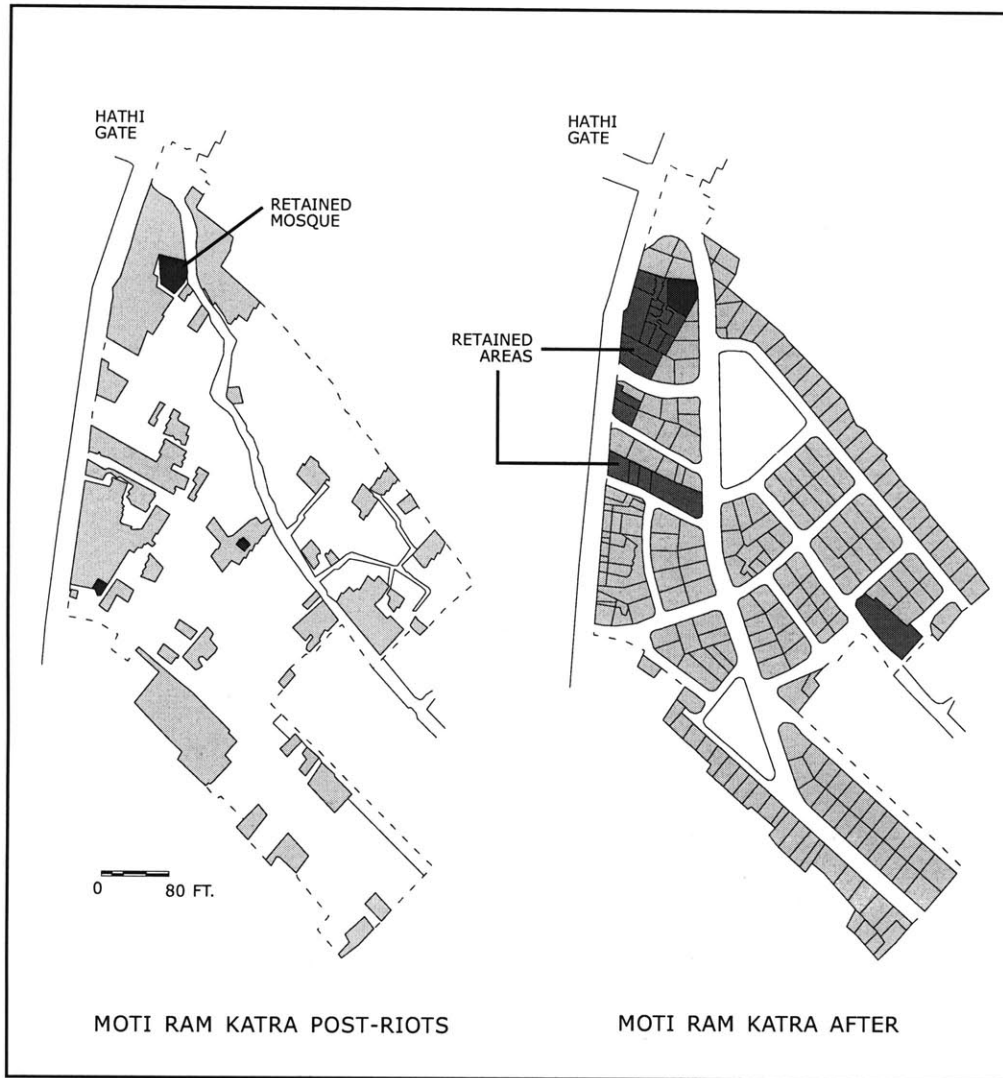 HATHI
GATE
RETAINED
MOSQUE
0 80 FT.
MOTI RAM KATRA POST-RIOTS
HATHI
GATE
RETAINED
AREAS
MOTI RAM KATRA AFTER